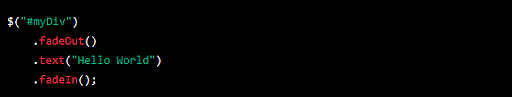 $("#myDiv")
    .fadeOut()
    .text("Hello World")
    .fadeIn();